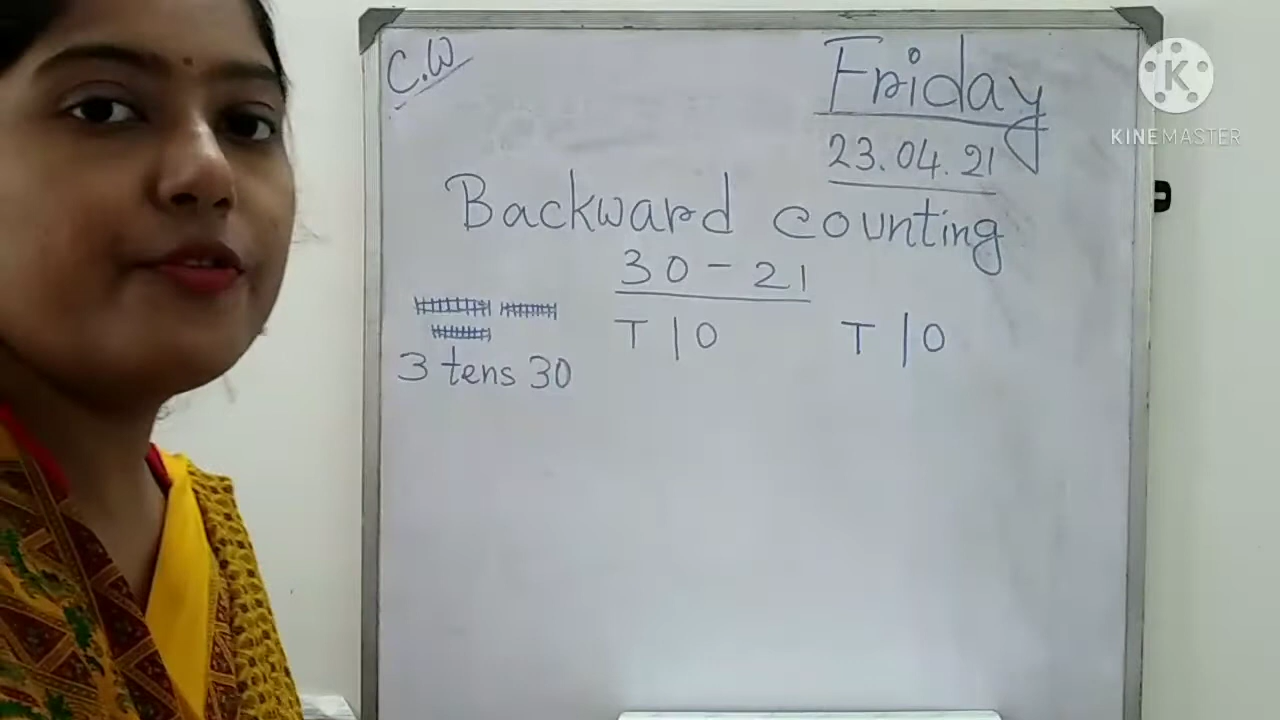 C.W
Friday
23.04.21
Backward counting
30 - 21
T | O T | O
3 tens 30
K
KINEMASTER